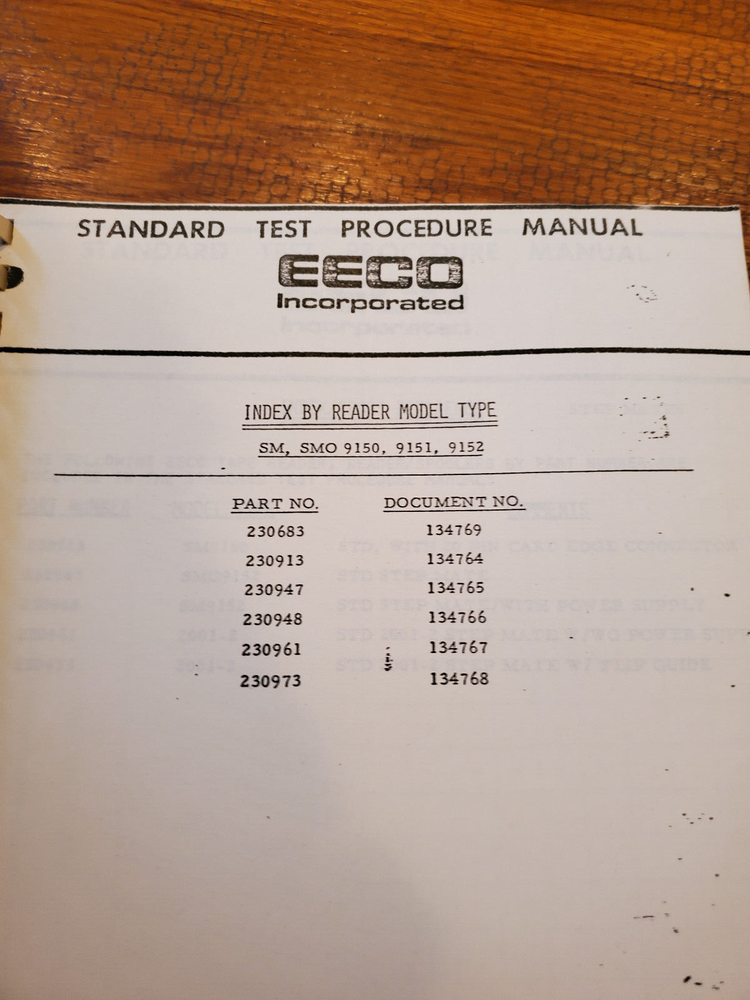 STANDARD TEST PROCEDURE MANUAL
EECO
Incorporated
INDEX BY READER MODEL TYPE
SM, SMO 9150, 9151, 9152
PART NO. DOCUMENT NO.
230683 134769
230913 134764
230947 134765
230948 134766
230961 134767
230973 134768